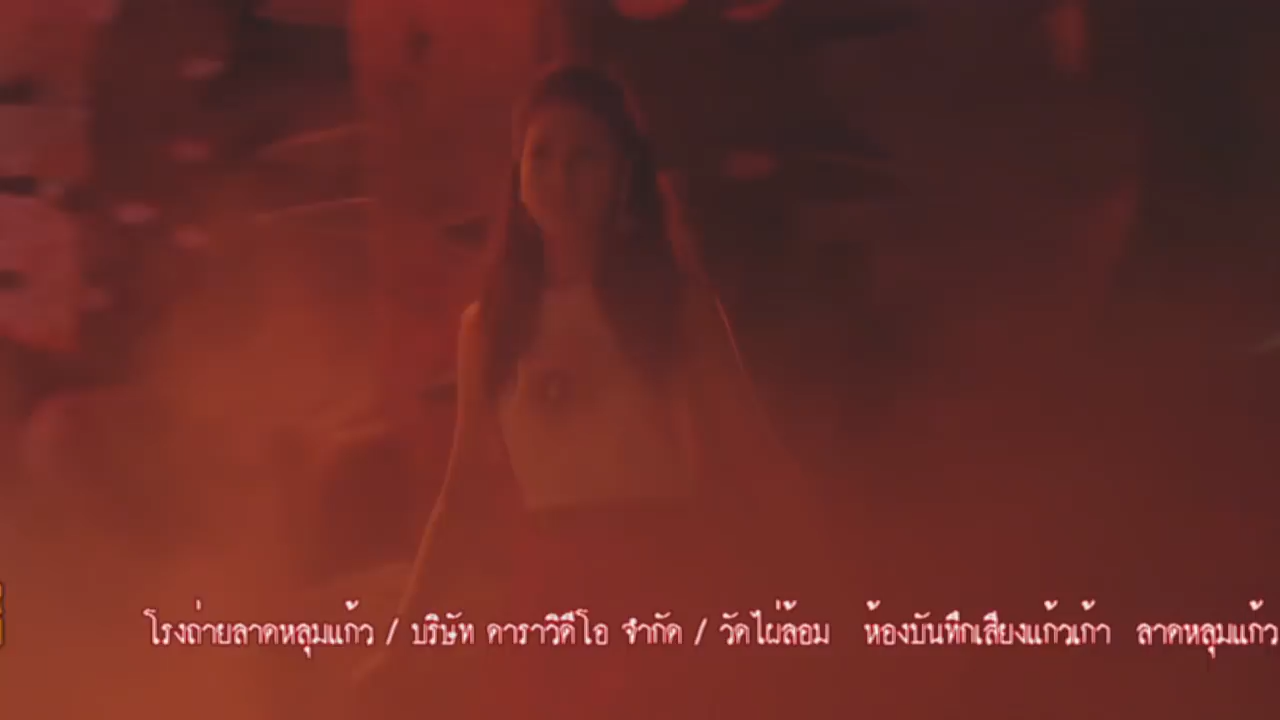 โรงถ่ายลาดหลุมแก้ว / บริษัท ดาราวิดีโอ จำกัด / วัดไผ่ล้อม ห้องบันทึกเสียงแก้วเก้า ลาดหลุมแก้ว